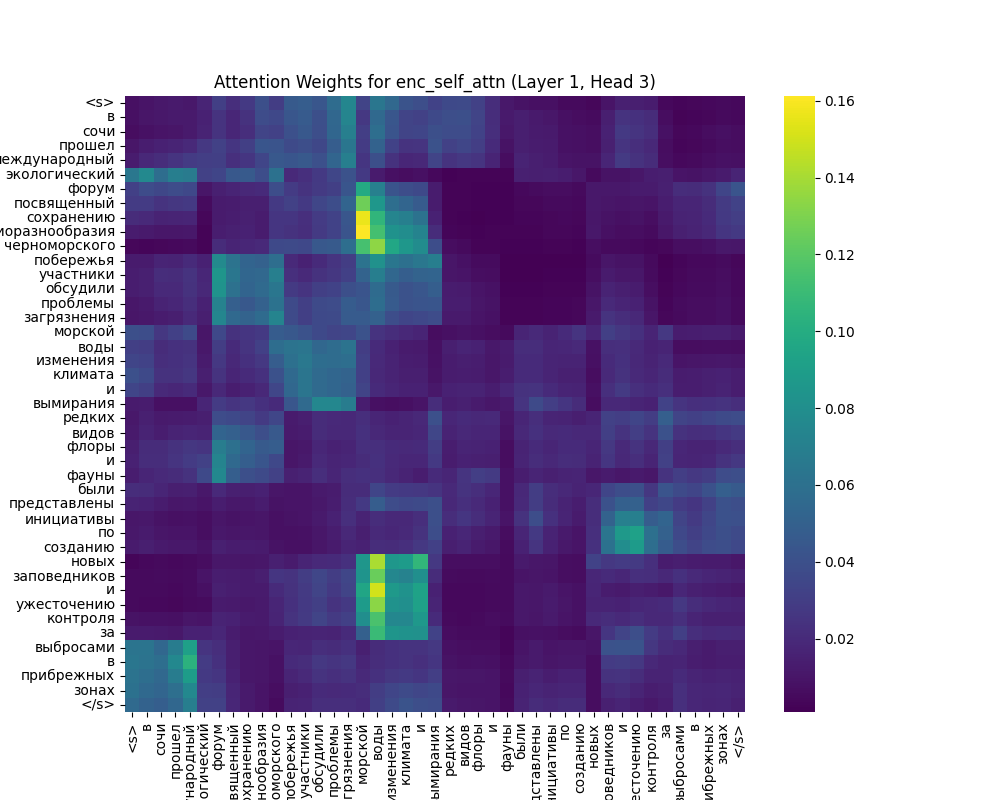 Attention Weights for enc_self_attn (Layer 1, Head 3)
<s>
в
сочи
прошел
еждународный
экологический
форум
посвященный
сохранению
иоразнообразия
черноморского
побережья
участники
обсудили
проблемы
загрязнения
морской
воды
изменения
климата
и
вымирания
редких
видов
флоры
и
фауны
были
представлены
инициативы
по
созданию
новых
заповедников
и
ужесточению
контроля
за
выбросами
в
прибрежных
зонах
</s>
<s>
в
сочи
прошел
народный
огический
форум
вященный
охранению
нообразия
оморского
обережья
участники
обсудили
проблемы
грязнения
морской
воды
изменения
климата
и
ымирания
редких
видов
флоры
и
фауны
были
дставлены
нициативы
по
созданию
новых
оведников
и
есточению
контроля
за
выбросами
в
ибрежных
зонах
</s>
0.16
0.14
0.12
0.10
0.08
0.06
0.04
0.02